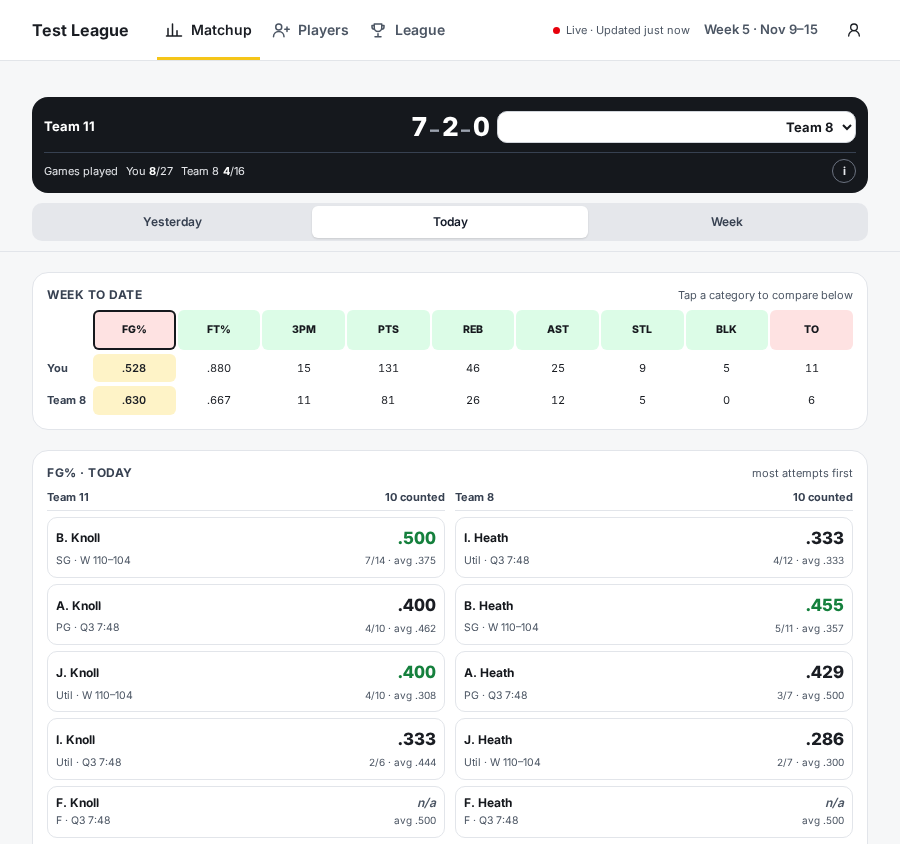 Test League Matchup Players League Live · Updated just now Week 5 · Nov 9–15
Team 11 7-2-0 Team 8
Games played You 8/27 Team 8 4/16 i
Yesterday Today Week
WEEK TO DATE Tap a category to compare below
FG% FT% 3PM PTS REB AST STL BLK TO
You .528 .880 15 131 46 25 9 5 11
Team 8 .630 .667 11 81 26 12 5 0 6
FG% · TODAY most attempts first
Team 11 10 counted Team 8 10 counted
B. Knoll .500
SG · W 110–104 7/14 · avg .375
I. Heath .333
Util · Q3 7:48 4/12 · avg .333
A. Knoll .400
PG · Q3 7:48 4/10 · avg .462
B. Heath .455
SG · W 110–104 5/11 · avg .357
J. Knoll .400
Util · W 110–104 4/10 · avg .308
A. Heath .429
PG · Q3 7:48 3/7 · avg .500
I. Knoll .333
Util · Q3 7:48 2/6 · avg .444
J. Heath .286
Util · W 110–104 2/7 · avg .300
F. Knoll n/a
F · Q3 7:48 avg .500
F. Heath n/a
F · Q3 7:48 avg .500